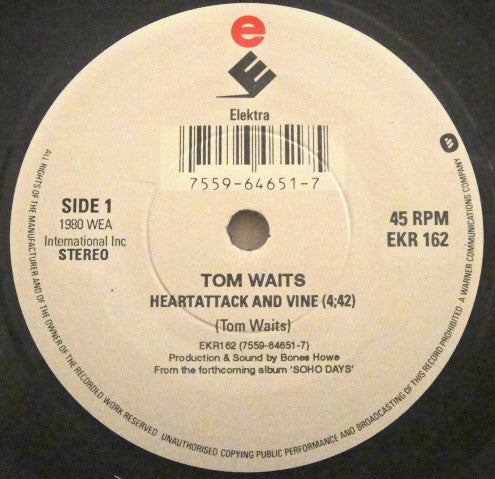 e
E
Elektra
7559-64651-7
SIDE 1
1980 WEA
International Inc
STEREO
45 RPM
EKR 162
TOM WAITS
HEARTATTACK AND VINE (4:42)
(Tom Waits)
EKR162 (7559-64651-7)
Production & Sound by Bones Howe
From the forthcoming album 'SOHO DAYS'
ALL RIGHTS OF THE MANUFACTURER AND OF THE OWNER OF THE RECORDED WORK RESERVED UNAUTHORISED COPYING PUBLIC PERFORMANCE AND BROADCASTING OF THIS RECORD PROHIBITED A WARNER COMMUNICATIONS COMPANY